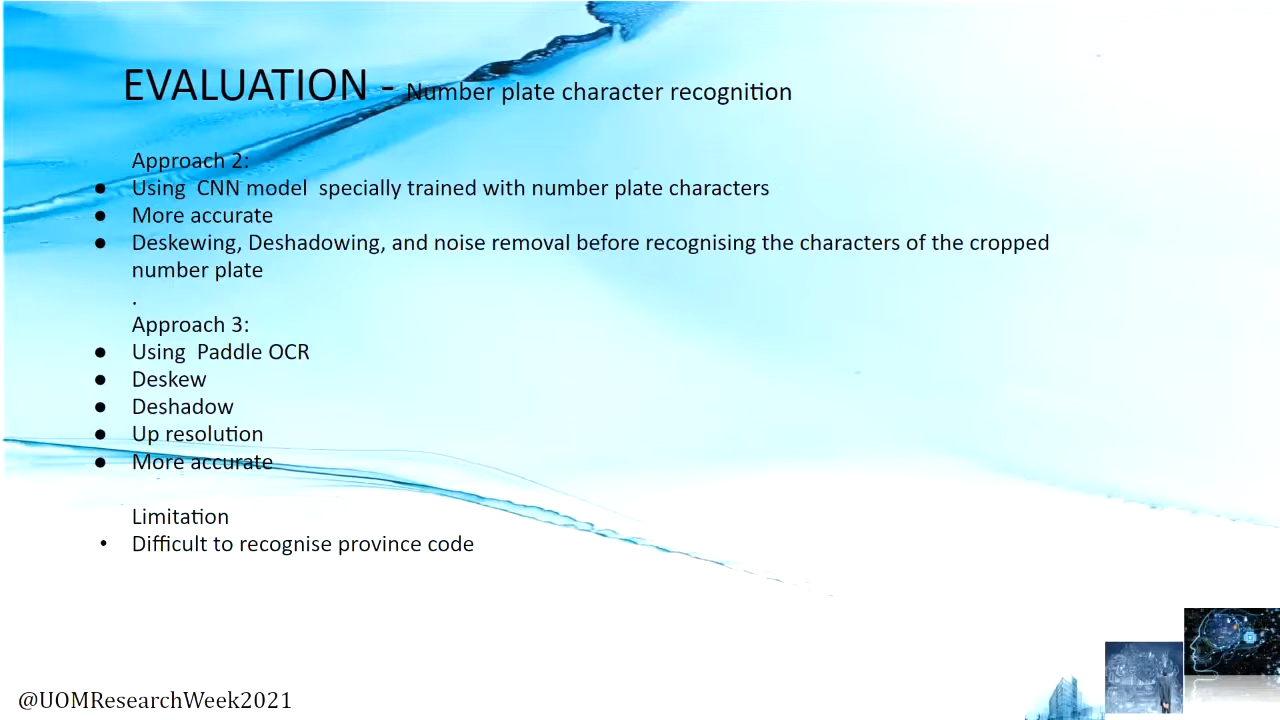 EVALUATION - Number plate character recognition
Approach 2:
● Using CNN model specially trained with number plate characters
● More accurate
● Deskewing, Deshadowing, and noise removal before recognising the characters of the cropped
number plate
.
Approach 3:
● Using Paddle OCR
● Deskew
● Deshadow
● Up resolution
● More accurate
Limitation
• Difficult to recognise province code
@UOMResearchWeek2021